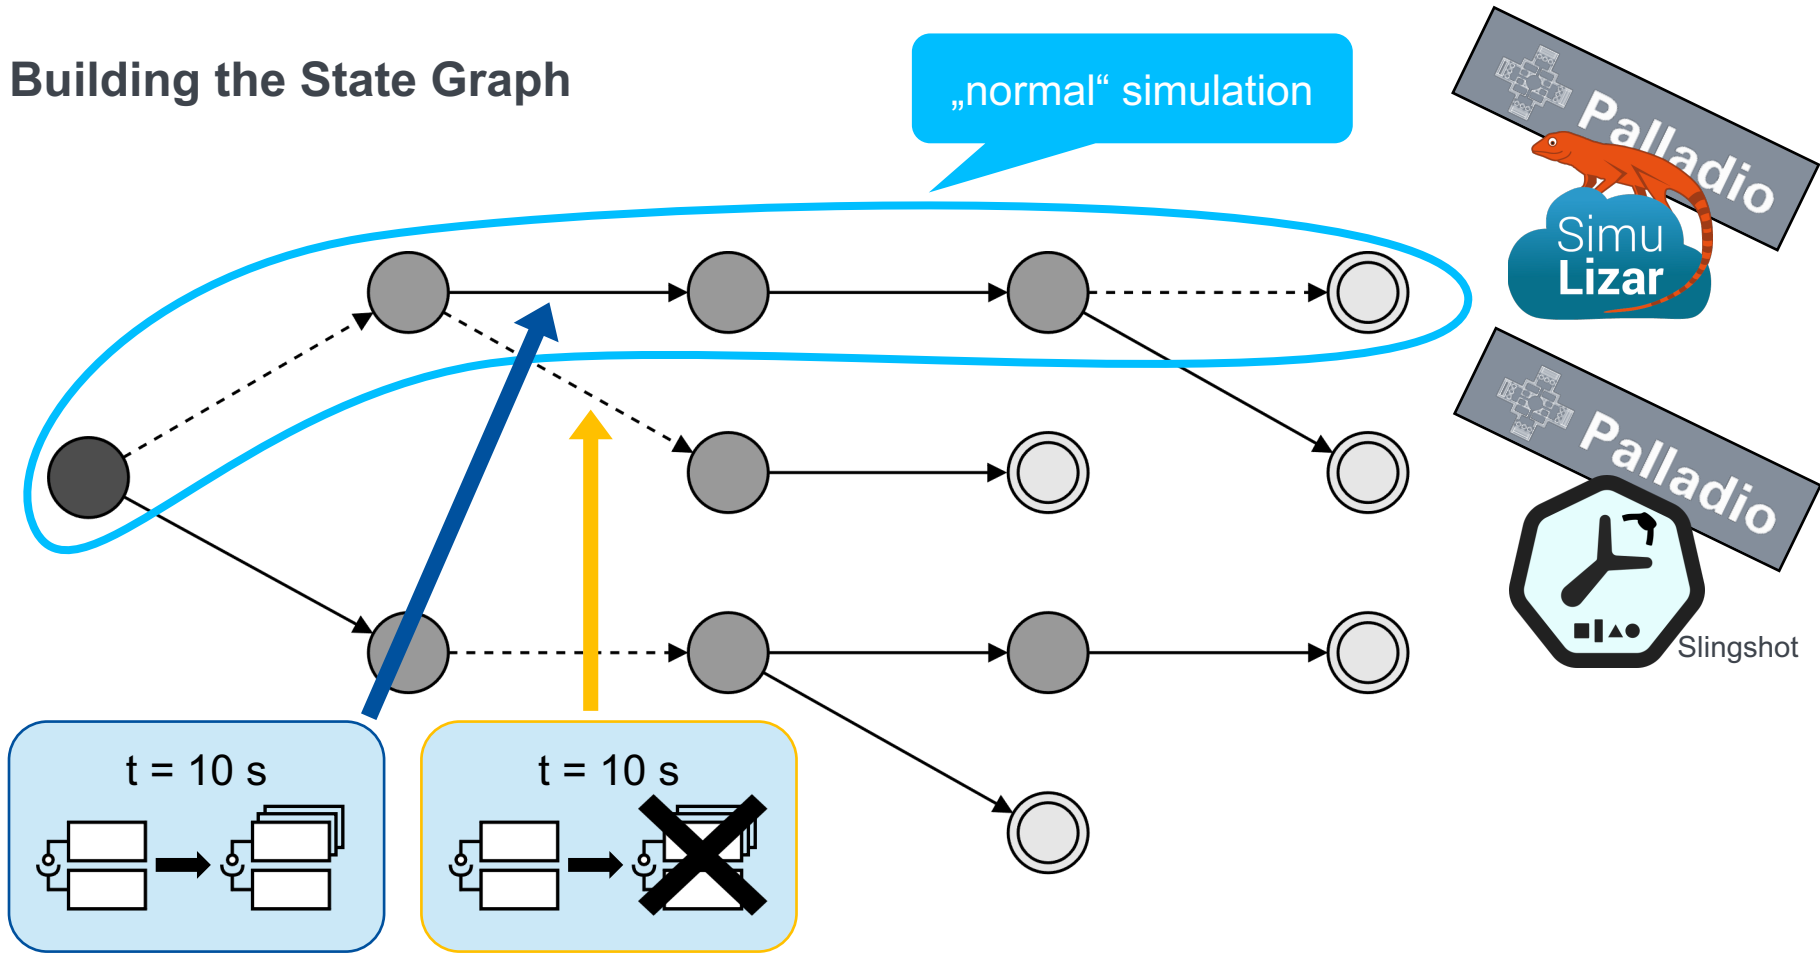 Building the State Graph
„normal“ simulation
Palladio
Simu
Lizar
Palladio
Slingshot
t = 10 s
t = 10 s